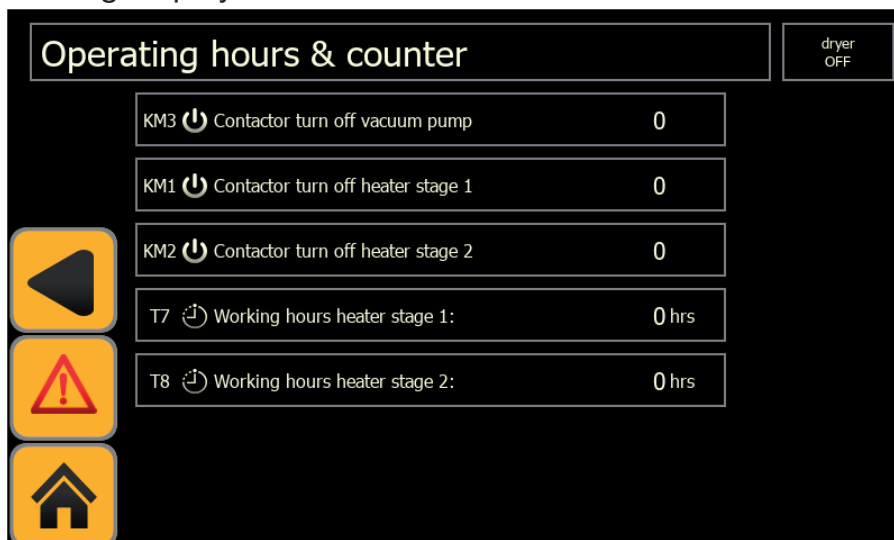 Operating hours & counter
dryer
OFF
KM3 Contactor turn off vacuum pump 0
KM1 Contactor turn off heater stage 1 0
KM2 Contactor turn off heater stage 2 0
T7 Working hours heater stage 1: 0 hrs
T8 Working hours heater stage 2: 0 hrs